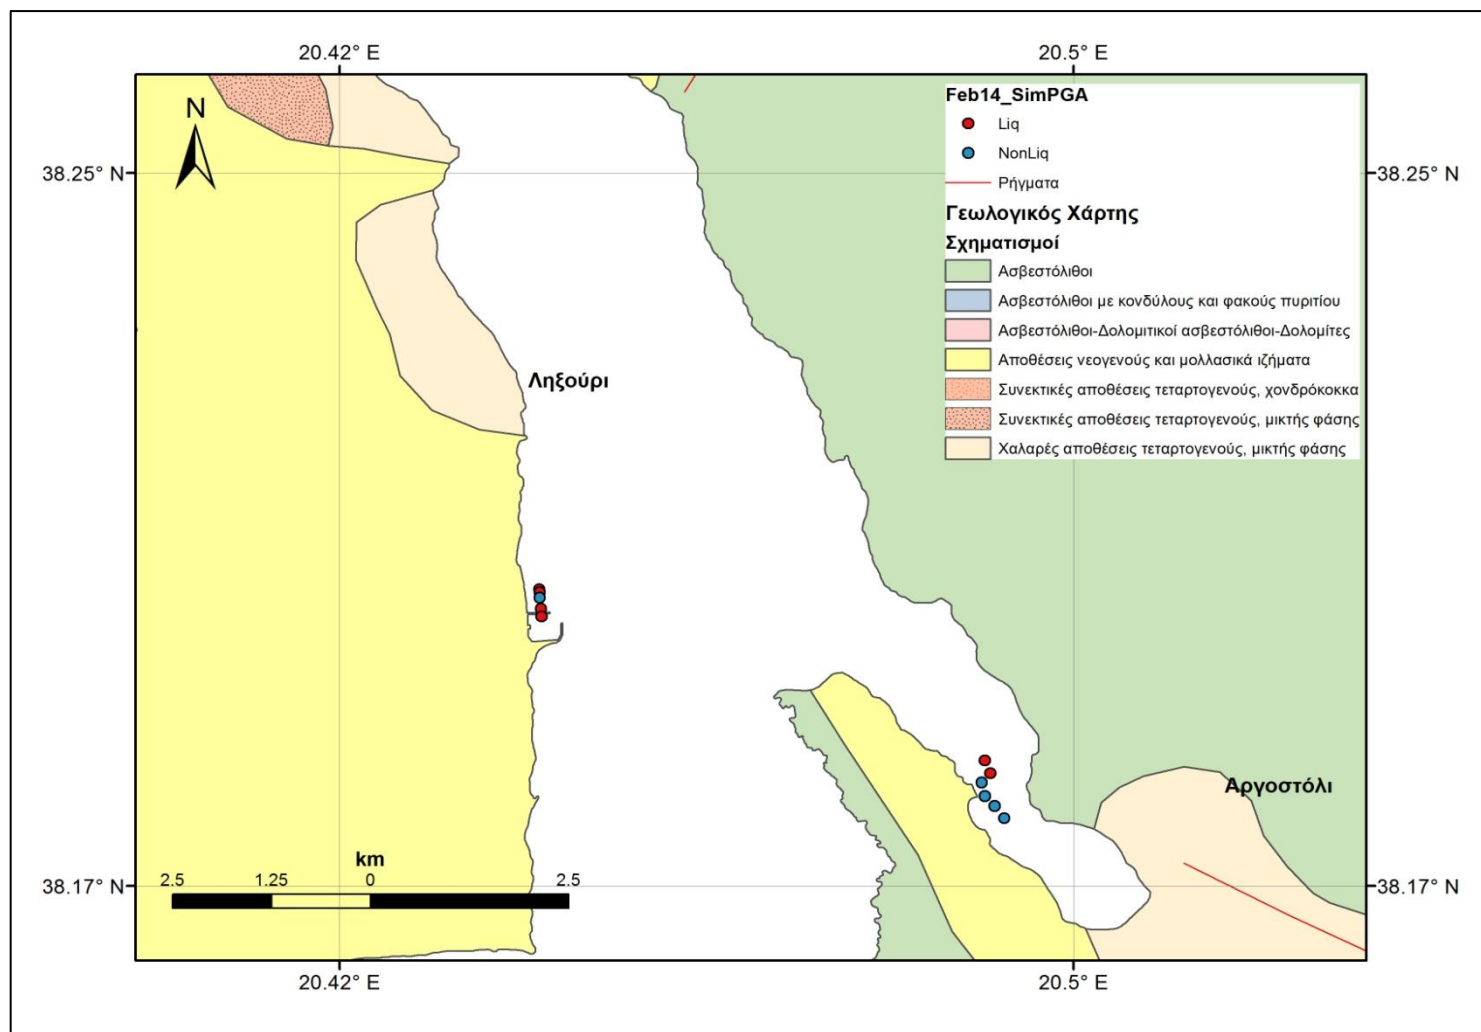 20.42° E
20.5° E
N
Feb14_SimPGA
Liq
NonLiq
Ρήγματα
38.25° N
38.25° N
Γεωλογικός Χάρτης
Σχηματισμοί
Ασβεστόλιθοι
Ασβεστόλιθοι με κονδύλους και φακούς πυριτίου
Ασβεστόλιθοι-Δολομιτικοί ασβεστόλιθοι-Δολομίτες
Αποθέσεις νεογενούς και μολλασικά ιζήματα
Συνεκτικές αποθέσεις τεταρτογενούς, χονδρόκοκκα
Συνεκτικές αποθέσεις τεταρτογενούς, μικτής φάσης
Χαλαρές αποθέσεις τεταρτογενούς, μικτής φάσης
Ληξούρι
Αργοστόλι
km
2.5 1.25 0 2.5
38.17° N
38.17° N
20.42° E
20.5° E